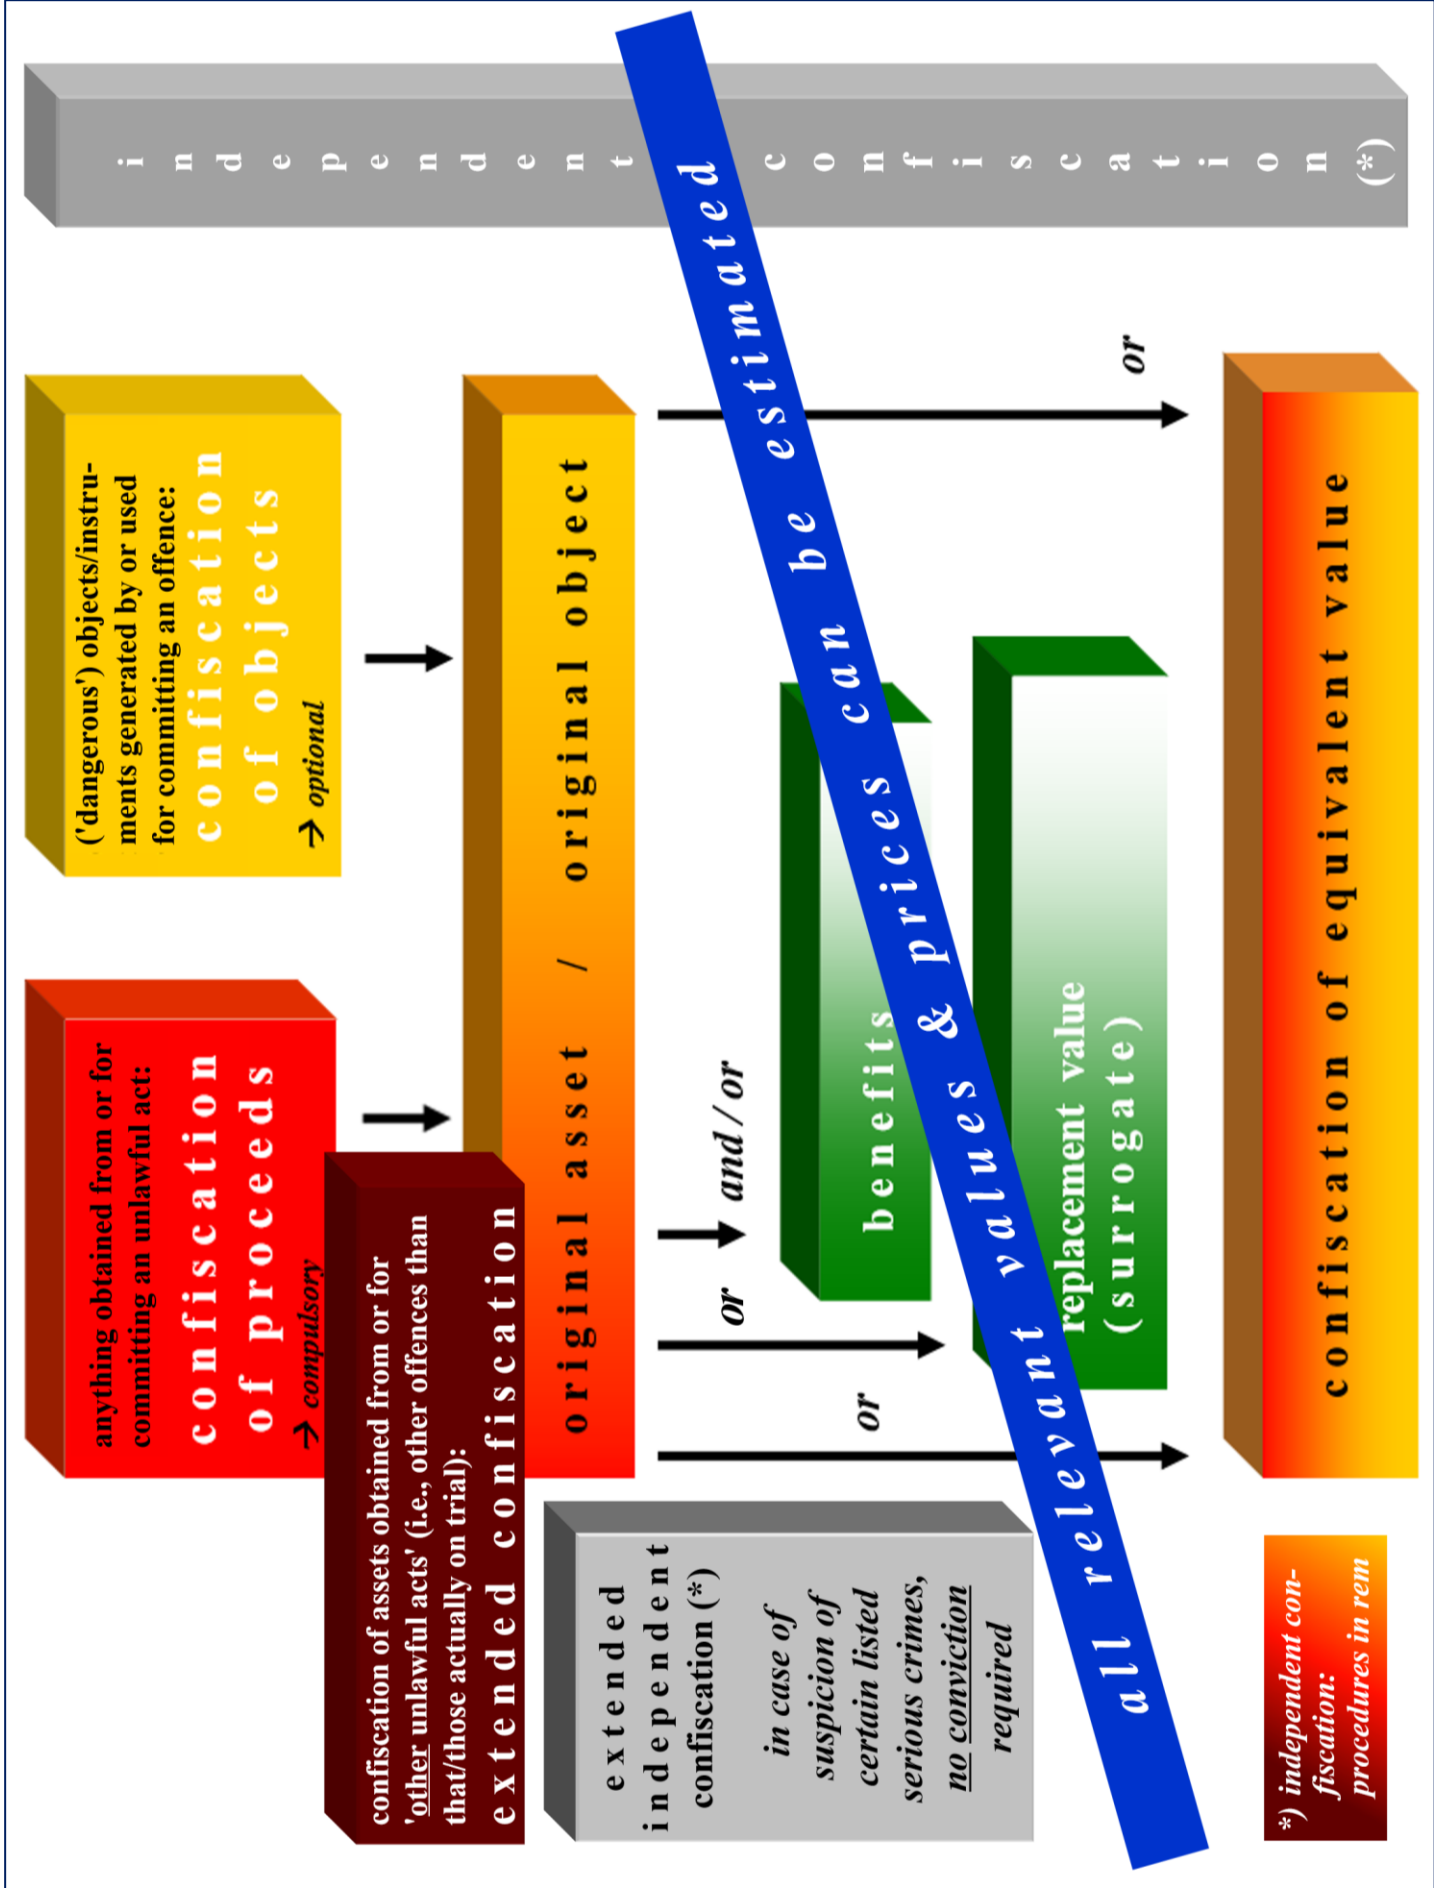 anything obtained from or for
committing an unlawful act:
confiscation
of proceeds
→ compulsory
('dangerous') objects/instru-
ments generated by or used
for committing an offence:
confiscation
of objects
→ optional
confiscation of assets obtained from or for
'other unlawful acts' (i.e., other offences than
that/those actually on trial):
extended confiscation
original asset / original object
extended
independent
confiscation (*)
in case of
suspicion of
certain listed
serious crimes,
no conviction
required
or
or
and / or
benefits
replacement value
(surrogate)
or
all relevant values & prices can be estimated
confiscation of equivalent value
independent confiscation (*)
*) independent con-
fiscation:
procedures in rem